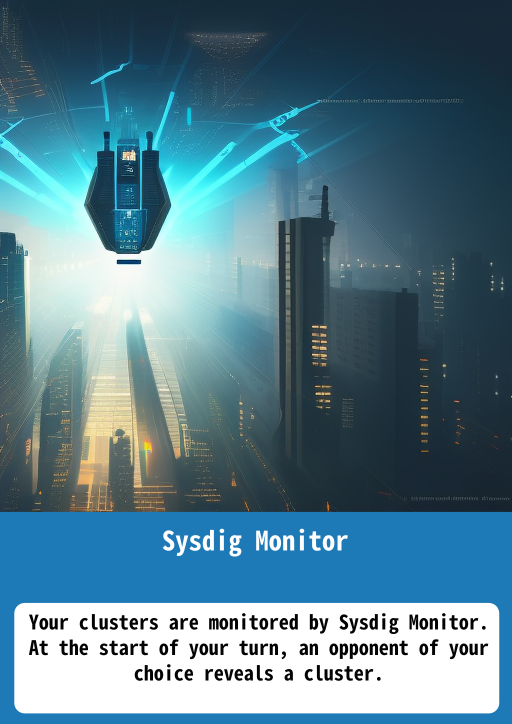 Sysdig Monitor
Your clusters are monitored by Sysdig Monitor.
At the start of your turn, an opponent of your
choice reveals a cluster.